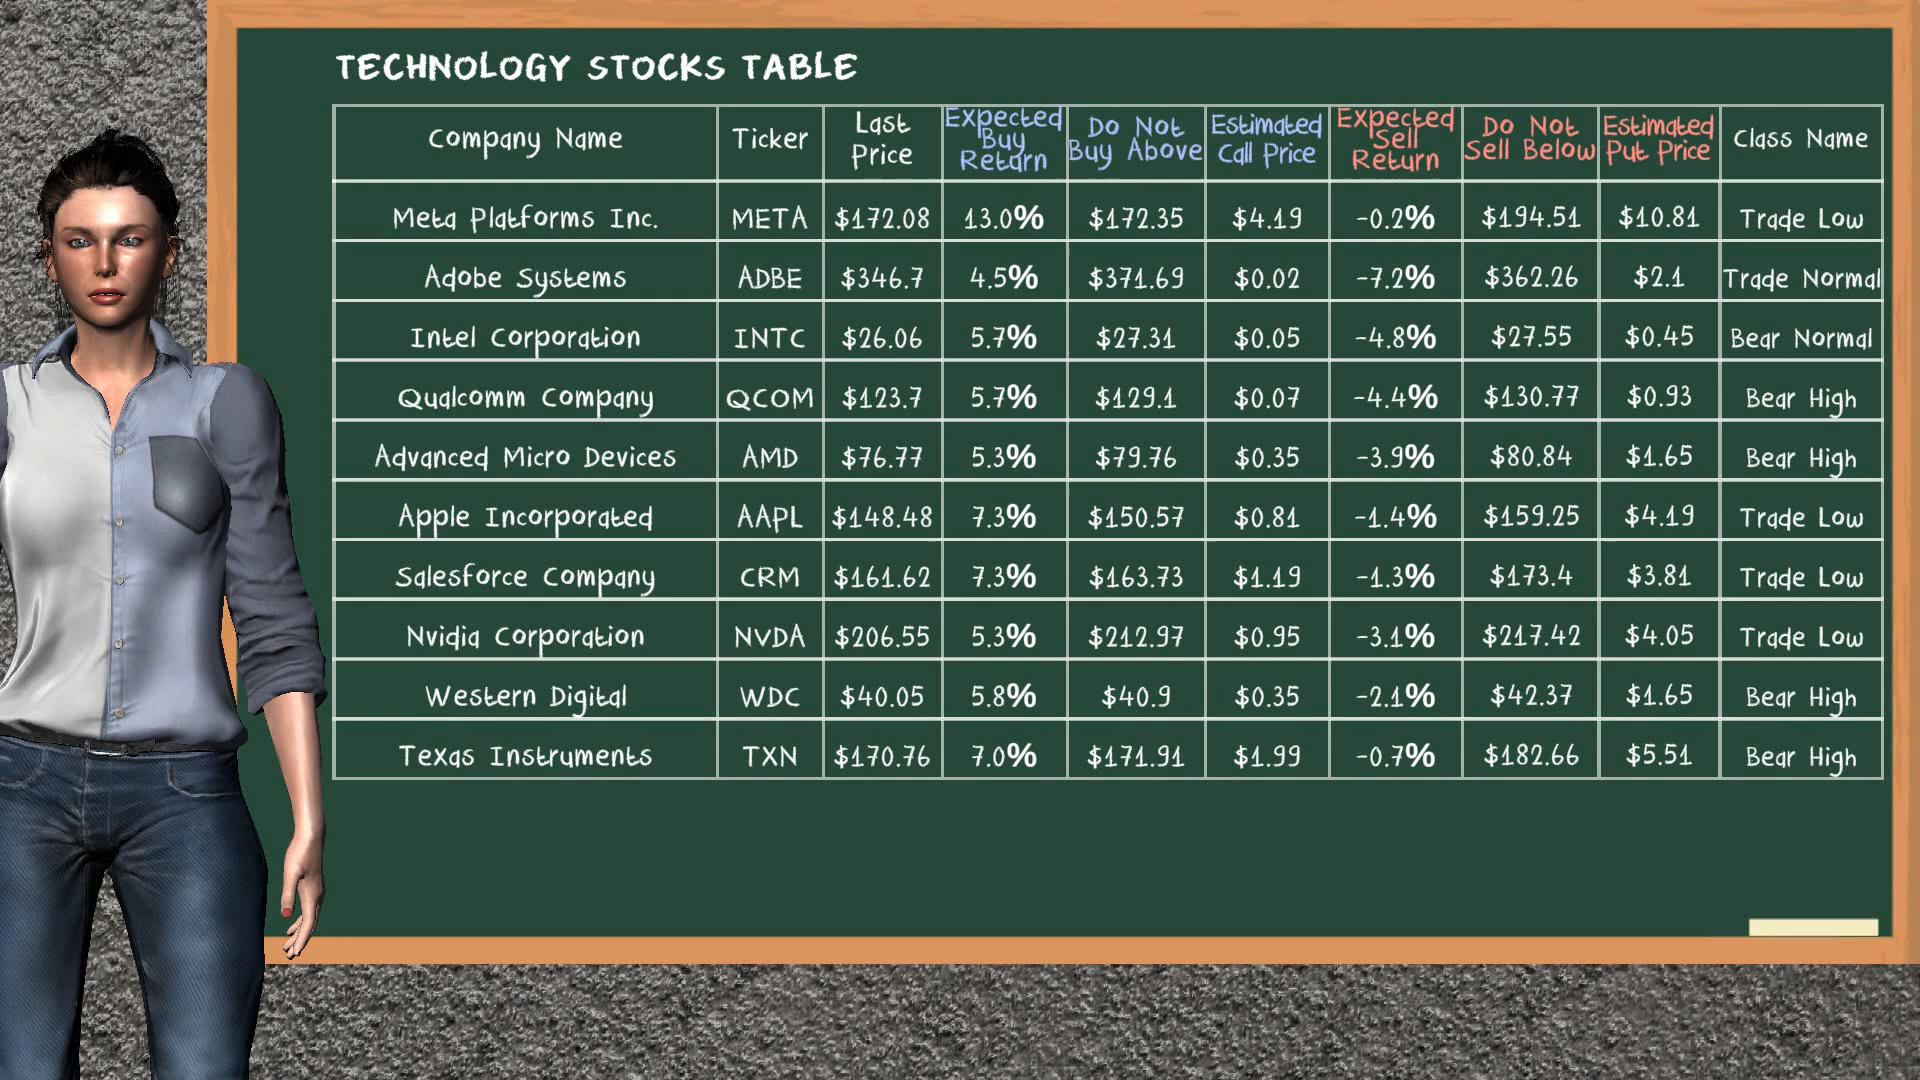 TECHNOLOGY STOCKS TABLE
Company Name Ticker Last Price Expected Buy Return Do Not Buy Above Estimated Call Price Expected Sell Return Do Not Sell Below Estimated Put Price Class Name
Meta Platforms Inc. META $172.08 13.0% $172.35 $4.19 -0.2% $194.51 $10.81 Trade Low
Adobe Systems ADBE $346.7 4.5% $371.69 $0.02 -7.2% $362.26 $2.1 Trade Normal
Intel Corporation INTC $26.06 5.7% $27.31 $0.05 -4.8% $27.55 $0.45 Bear Normal
Qualcomm Company QCOM $123.7 5.7% $129.1 $0.07 -4.4% $130.77 $0.93 Bear High
Advanced Micro Devices AMD $76.77 5.3% $79.76 $0.35 -3.9% $80.84 $1.65 Bear High
Apple Incorporated AAPL $148.48 7.3% $150.57 $0.81 -1.4% $159.25 $4.19 Trade Low
Salesforce Company CRM $161.62 7.3% $163.73 $1.19 -1.3% $173.4 $3.81 Trade Low
Nvidia Corporation NVDA $206.55 5.3% $212.97 $0.95 -3.1% $217.42 $4.05 Trade Low
Western Digital WDC $40.05 5.8% $40.9 $0.35 -2.1% $42.37 $1.65 Bear High
Texas Instruments TXN $170.76 7.0% $171.91 $1.99 -0.7% $182.66 $5.51 Bear High